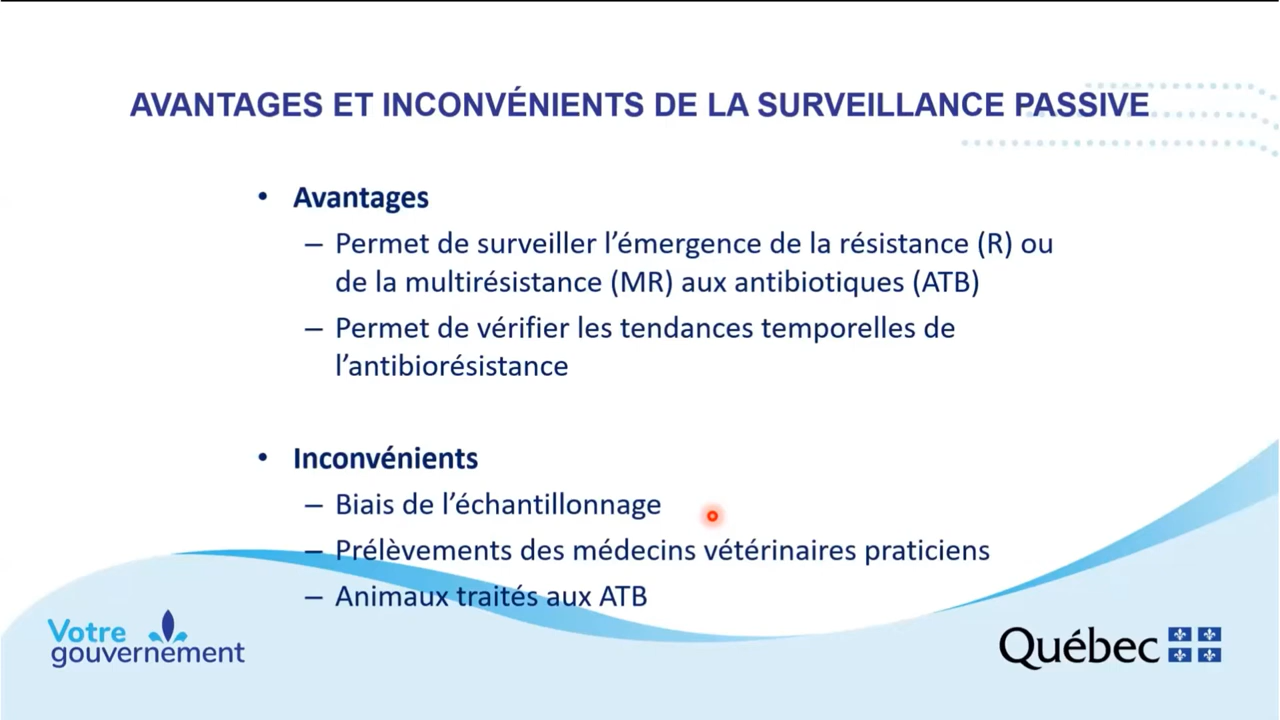 AVANTAGES ET INCONVÉNIENTS DE LA SURVEILLANCE PASSIVE
• Avantages
– Permet de surveiller l’émergence de la résistance (R) ou
de la multirésistance (MR) aux antibiotiques (ATB)
– Permet de vérifier les tendances temporelles de
l’antibiorésistance
• Inconvénients
– Biais de l’échantillonnage
– Prélèvements des médecins vétérinaires praticiens
– Animaux traités aux ATB
Votre
gouvernement
Québec